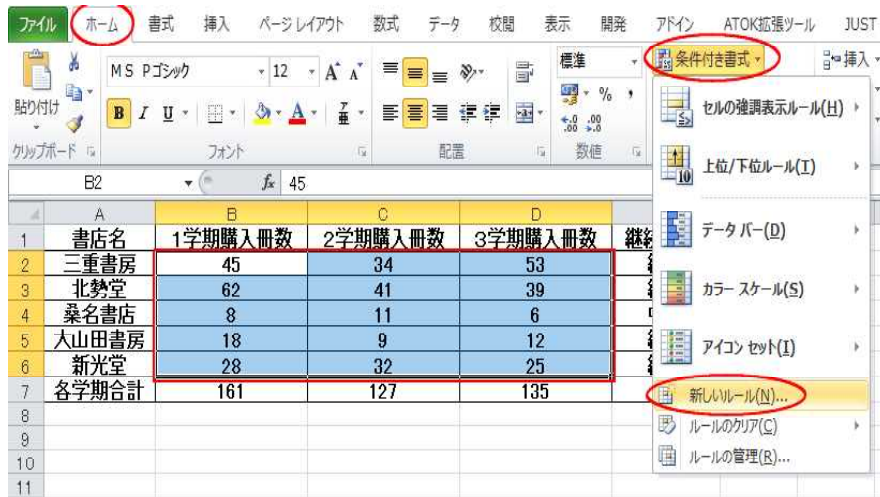 ファイル ホーム 書式 挿入 ページ レイアウト 数式 データ 校閲 表示 開発 アドイン ATOK拡張ツール JUST
貼り付け
MS Pゴシック 12 標準 条件付き書式 挿入
B I U A % ,
クリップボード フォント 配置 数値
B2 fx 45
A B C D
1 書店名 1学期購入冊数 2学期購入冊数 3学期購入冊数
2 三重書房 45 34 53
3 北勢堂 62 41 39
4 桑名書店 8 11 6
5 大山田書房 18 9 12
6 新光堂 28 32 25
7 各学期合計 161 127 135
8
9
10
11
セルの強調表示ルール(H)
上位/下位ルール(T)
データ バー(D)
カラー スケール(S)
アイコン セット(I)
新しいルール(N)...
ルールのクリア(C)
ルールの管理(R)...